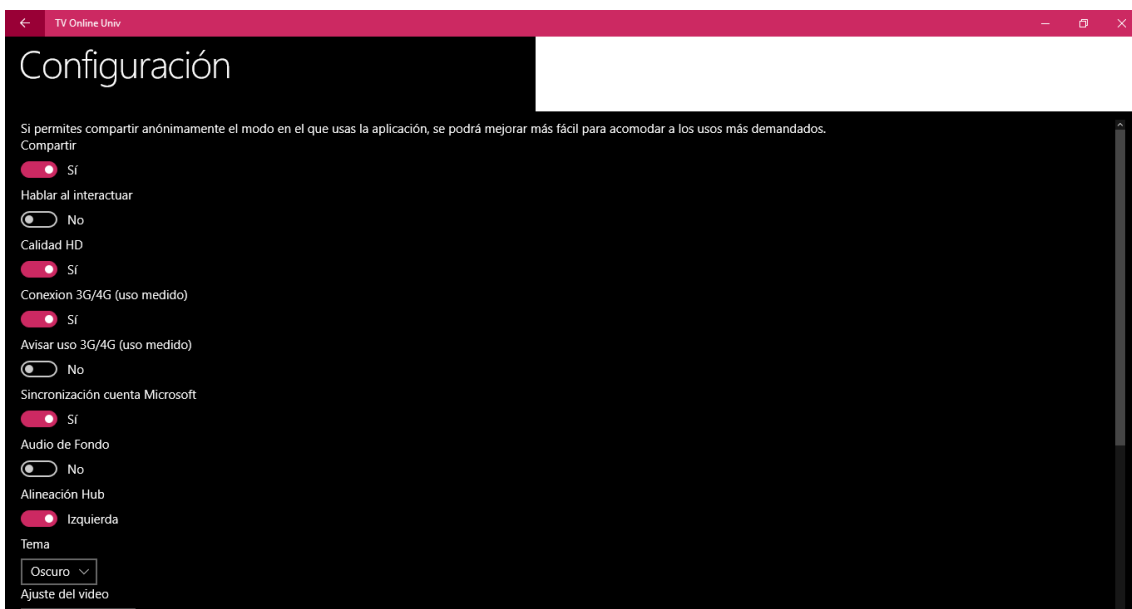 TV Online Univ
Configuración
Si permites compartir anónimamente el modo en el que usas la aplicación, se podrá mejorar más fácil para acomodar a los usos más demandados.
Compartir
Sí
Hablar al interactuar
No
Calidad HD
Sí
Conexion 3G/4G (uso medido)
Sí
Avisar uso 3G/4G (uso medido)
No
Sincronización cuenta Microsoft
Sí
Audio de Fondo
No
Alineación Hub
Izquierda
Tema
Oscuro
Ajuste del video